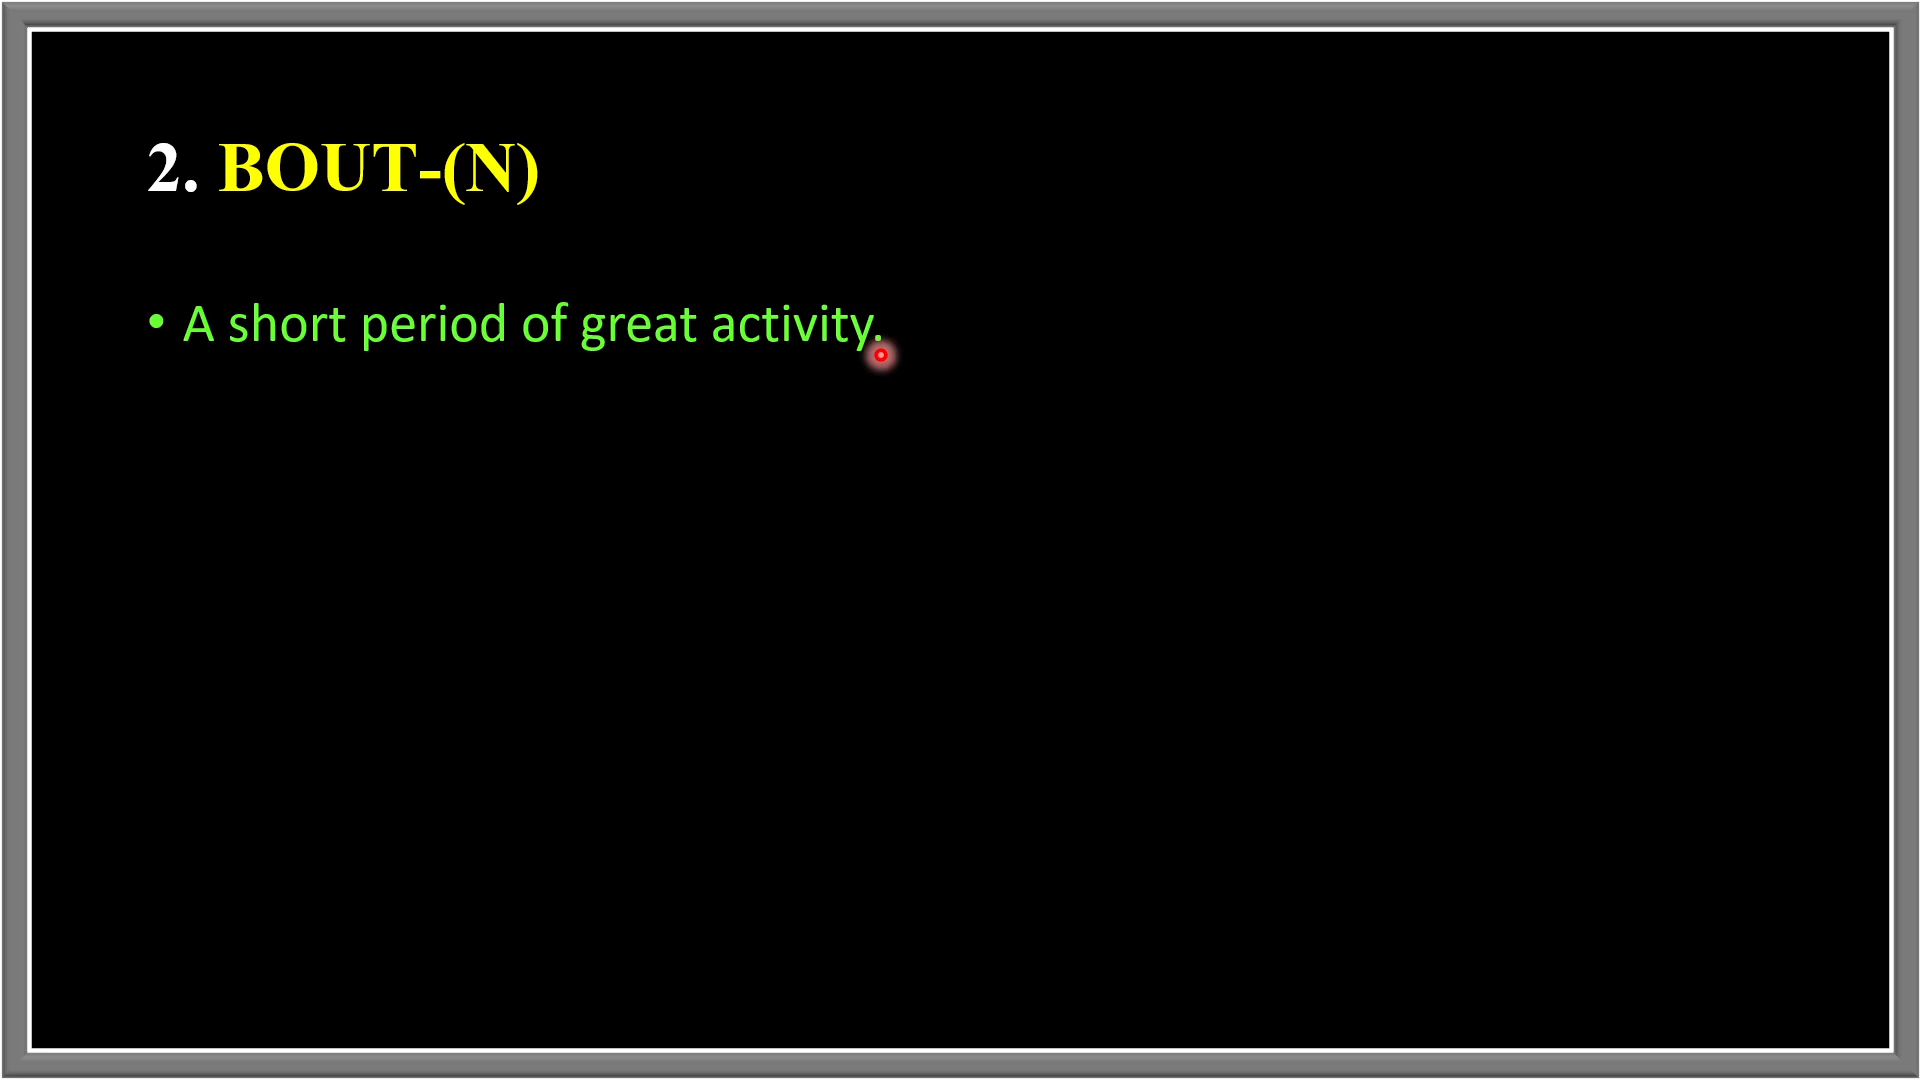 2. BOUT-(N)
• A short period of great activity.